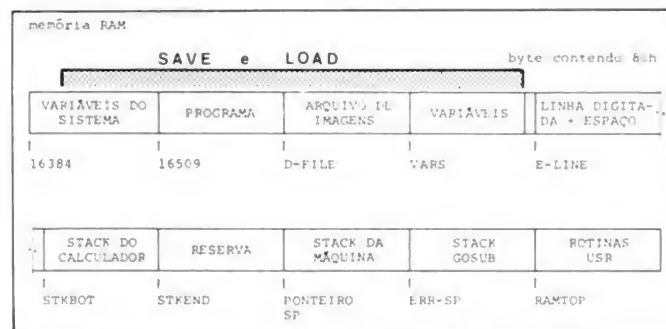 memória RAM
SAVE e LOAD
byte contendo 80h
VARIÁVEIS DO SISTEMA
PROGRAMA
ARQUIVO DE IMAGENS
VARIÁVEIS
LINHA DIGITADA + ESPAÇO
16384
16509
D-FILE
VARS
E-LINE
STACK DO CALCULADOR
RESERVA
STACK DA MÁQUINA
STACK GOSUB
ROTINAS USR
STKBOT
STKEND
PONTEIRO SP
ERR-SP
RAMTOP